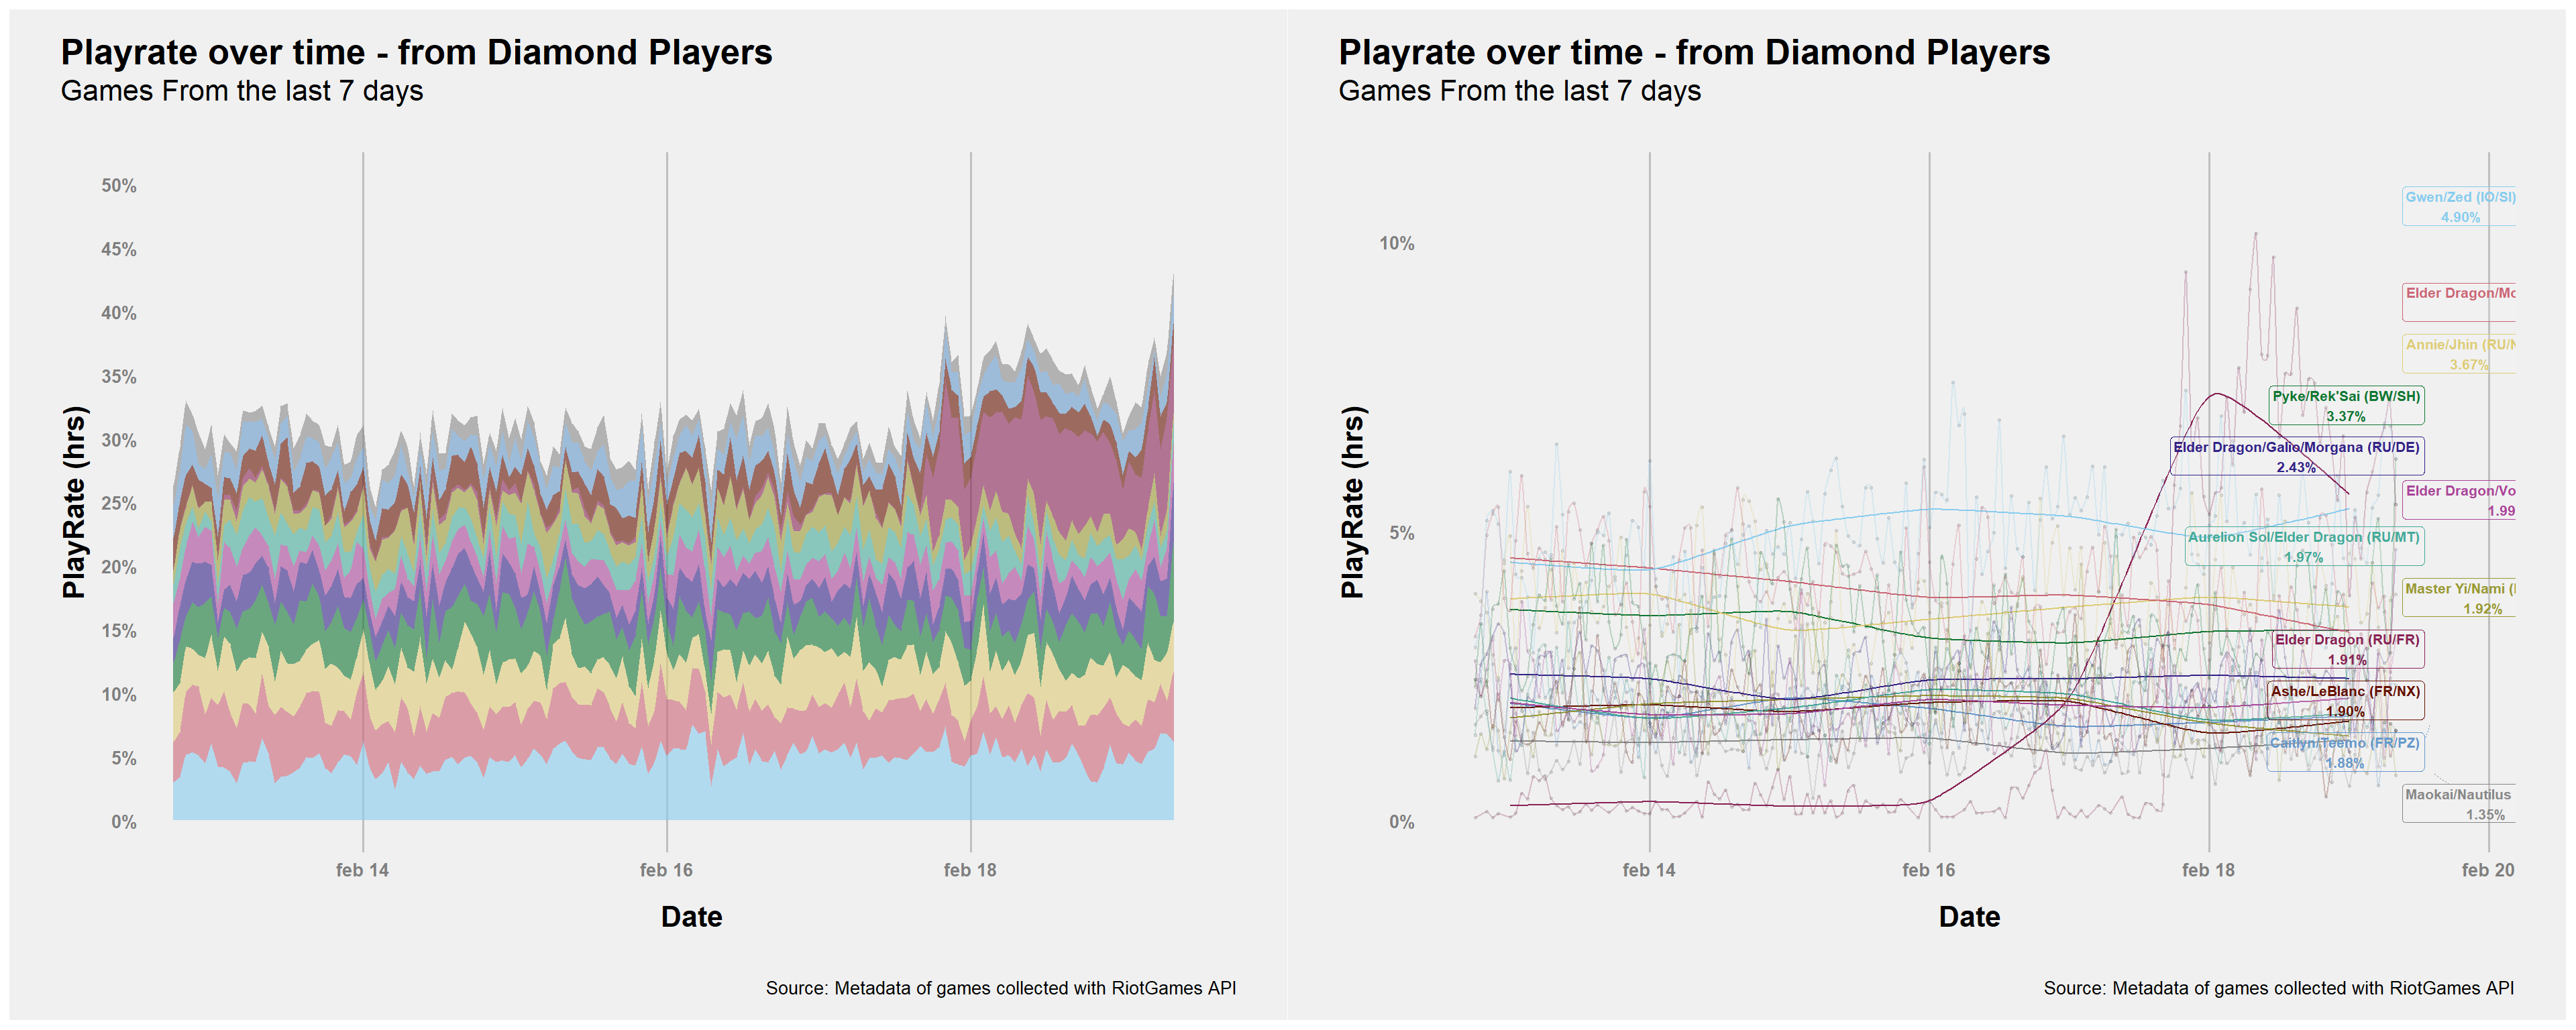 Playrate over time - from Diamond Players
Games From the last 7 days
50%
45%
40%
35%
30%
25%
20%
15%
10%
5%
0%
PlayRate (hrs)
feb 14
feb 16
feb 18
Date
Source: Metadata of games collected with RiotGames API
Playrate over time - from Diamond Players
Games From the last 7 days
10%
5%
0%
PlayRate (hrs)
Gwen/Zed (IO/SI)
4.90%
Elder Dragon/Mo
Annie/Jhin (RU/N
3.67%
Pyke/Rek'Sai (BW/SH)
3.37%
Elder Dragon/Galio/Morgana (RU/DE)
2.43%
Elder Dragon/Vo
1.99
Aurelion Sol/Elder Dragon (RU/MT)
1.97%
Master Yi/Nami (
1.92%
Elder Dragon (RU/FR)
1.91%
Ashe/LeBlanc (FR/NX)
1.90%
Caitlyn/Teemo (FR/PZ)
1.88%
Maokai/Nautilus
1.35%
feb 14
feb 16
feb 18
feb 20
Date
Source: Metadata of games collected with RiotGames API